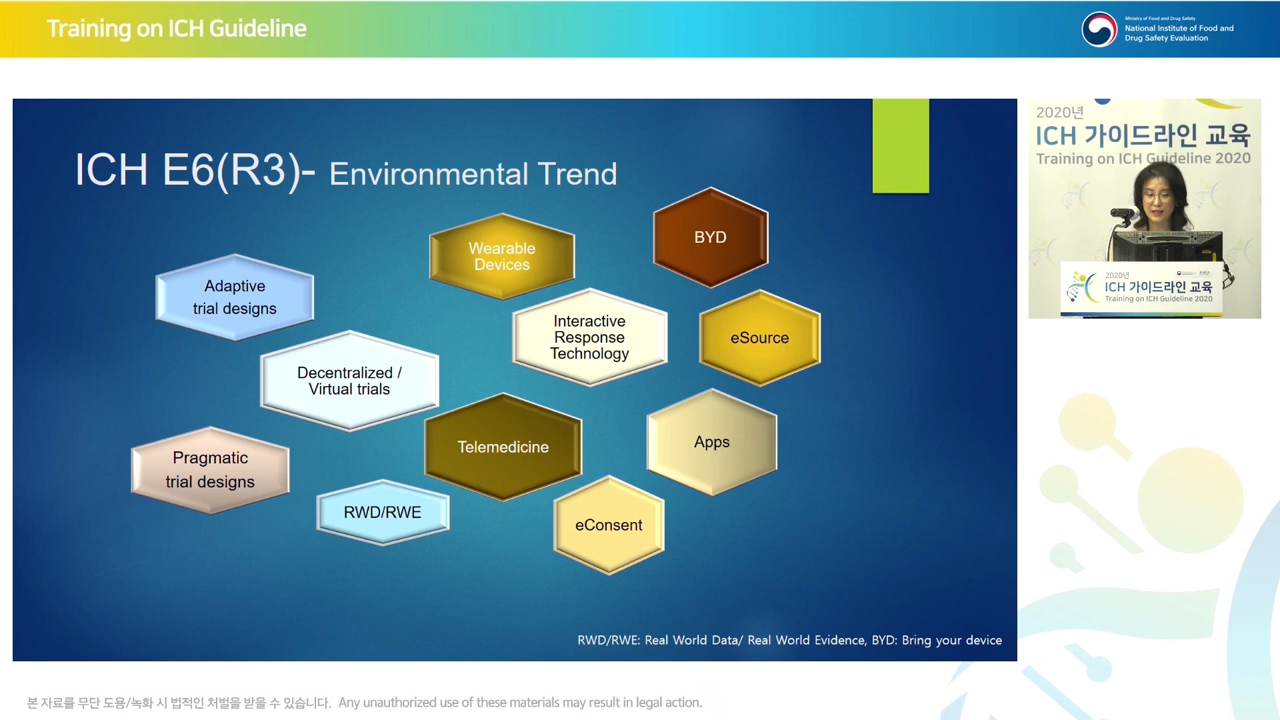 Training on ICH Guideline
Ministry of Food and Drug Safety
National Institute of Food and
Drug Safety Evaluation
ICH E6(R3)- Environmental Trend
Adaptive
trial designs
Wearable
Devices
BYD
Interactive
Response
Technology
eSource
Decentralized /
Virtual trials
Telemedicine
Apps
Pragmatic
trial designs
RWD/RWE
eConsent
RWD/RWE: Real World Data/ Real World Evidence, BYD: Bring your device
2020년
ICH 가이드라인 교육
Training on ICH Guideline 2020
2020년
ICH 가이드라인 교육
Training on ICH Guideline 2020
본 자료를 무단 도용/녹화 시 법적인 처벌을 받을 수 있습니다. Any unauthorized use of these materials may result in legal action.